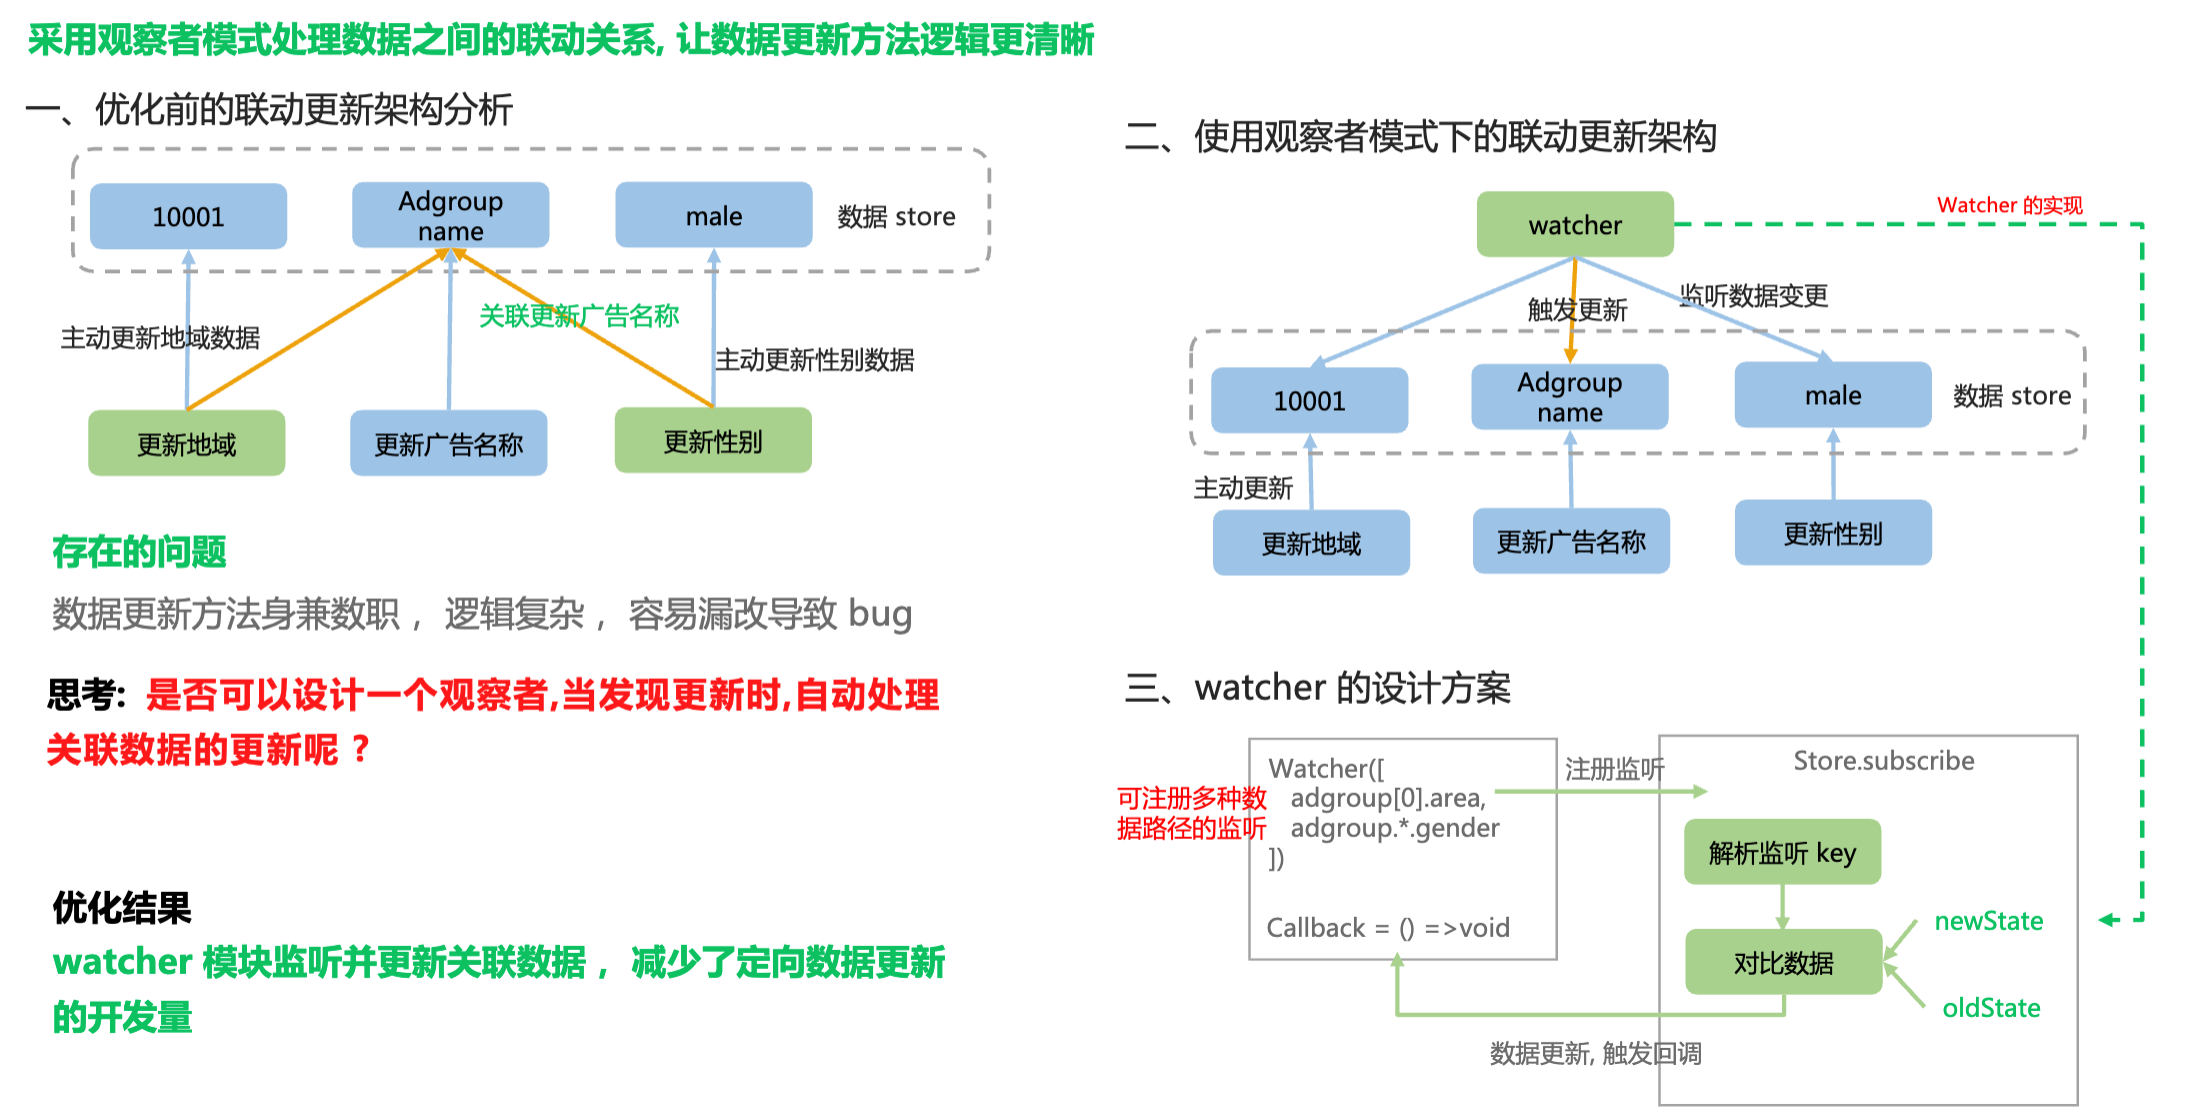 采用观察者模式处理数据之间的联动关系, 让数据更新方法逻辑更清晰
一、优化前的联动更新架构分析
10001
Adgroup
name
male
数据 store
关联更新广告名称
主动更新地域数据
主动更新性别数据
更新地域
更新广告名称
更新性别
存在的问题
数据更新方法身兼数职 ，逻辑复杂 ，容易漏改导致 bug
思考: 是否可以设计一个观察者,当发现更新时,自动处理
关联数据的更新呢 ?
优化结果
watcher 模块监听并更新关联数据 ，减少了定向数据更新
的开发量
二、使用观察者模式下的联动更新架构
watcher
Watcher 的实现
触发更新
监听数据变更
10001
Adgroup
name
male
数据 store
主动更新
更新地域
更新广告名称
更新性别
三、watcher 的设计方案
可注册多种数
据路径的监听
Watcher([
adgroup[0].area,
adgroup.*.gender
])
Callback = () =>void
注册监听
Store.subscribe
解析监听 key
对比数据
newState
oldState
数据更新, 触发回调